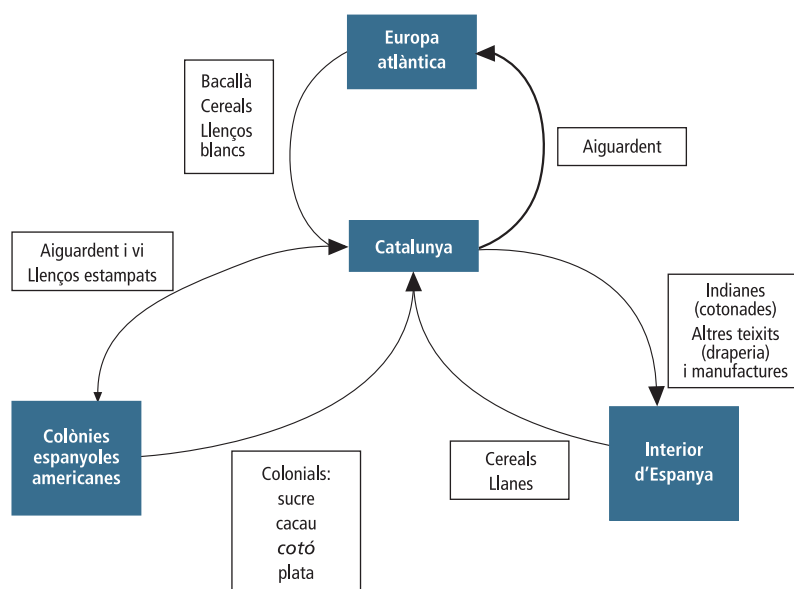 Europa
atlàntica
Bacallà
Cereals
Llenços
blancs
Aiguardent
Catalunya
Aiguardent i vi
Llenços estampats
Indianes
(cotonades)
Altres teixits
(draperia)
i manufactures
Colònies
espanyoles
americanes
Interior
d'Espanya
Cereals
Llanes
Colonials:
sucre
cacau
cotó
plata